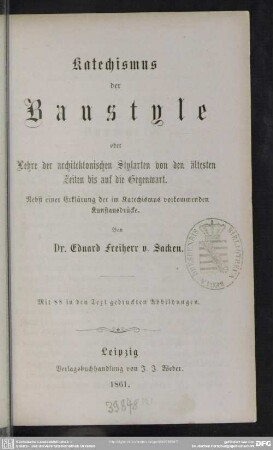 Katechismus
der
Baustyle
oder
Lehre der architektonischen Stylarten von den ältesten
Zeiten bis auf die Gegenwart.
Nebst einer Erklärung der im Katechismus vorkommenden
Kunstausdrücke.
Von
Dr. Eduard Freiherr v. Sacken.
Mit 88 in den Text gedruckten Abbildungen.
Leipzig
Verlagsbuchhandlung von J. J. Weber.
1861.